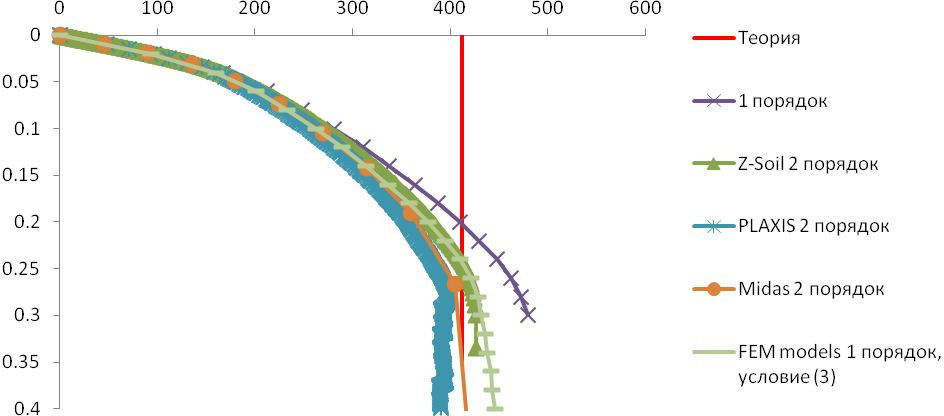 0 100 200 300 400 500 600
0
0.05
0.1
0.15
0.2
0.25
0.3
0.35
0.4
Теория
1 порядок
Z-Soil 2 порядок
PLAXIS 2 порядок
Midas 2 порядок
FEM models 1 порядок,
условие (3)